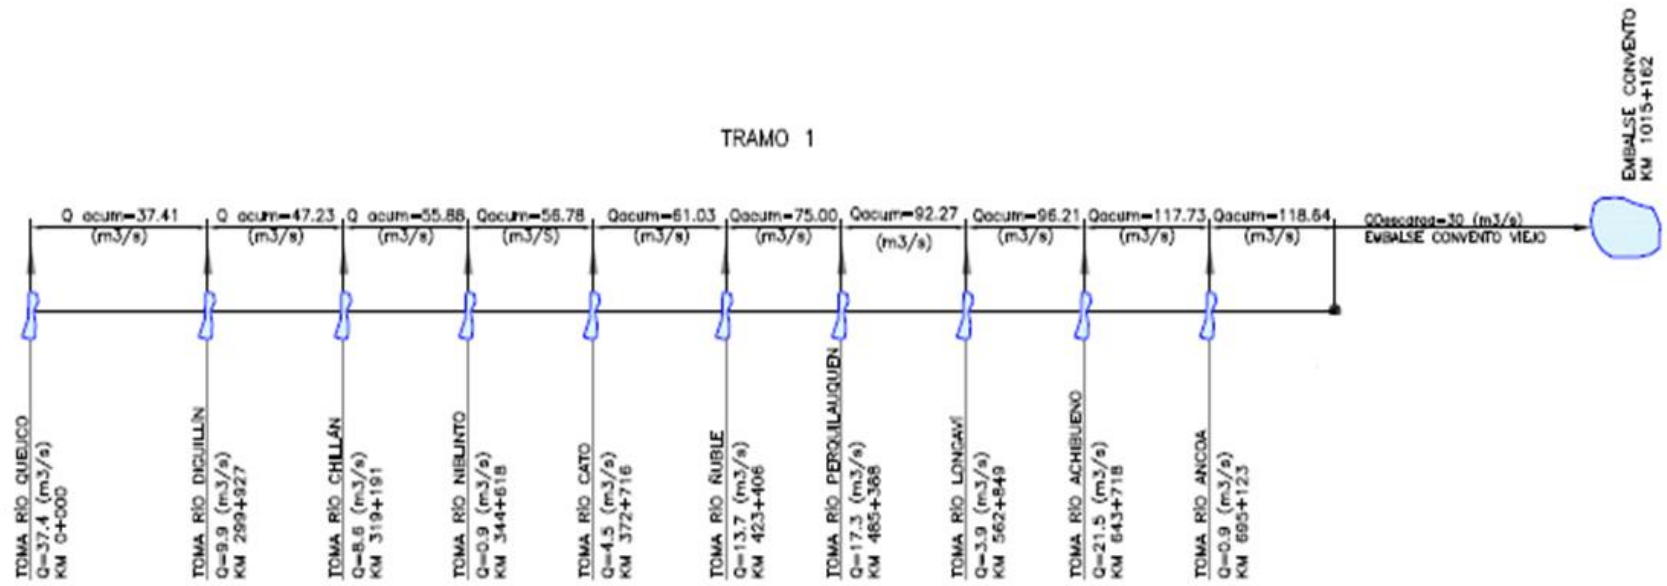 TRAMO 1
EMBALSE CONVENTO
KM 1015+162
Q acum=37.41
(m3/s)
Q acum=47.23
(m3/s)
Q acum=55.88
(m3/s)
Qacum=56.78
(m3/S)
Qacum=61.03
(m3/s)
Qacum=75.00
(m3/s)
Qacum=92.27
(m3/s)
Qacum=96.21
(m3/s)
Qacum=117.73
(m3/s)
Qacum=118.64
(m3/s)
QDescarga=30 (m3/s)
EMBALSE CONVENTO VIEJO
TOMA RÍO QUEUCO
Q=37.4 (m3/s)
KM 0+000
TOMA RÍO DIGUILLÍN
Q=9.9 (m3/s)
KM 299+927
TOMA RÍO CHILLÁN
Q=8.6 (m3/s)
KM 319+191
TOMA RÍO NIBLINTO
Q=0.9 (m3/s)
KM 344+618
TOMA RÍO CATO
Q=4.5 (m3/s)
KM 372+716
TOMA RÍO ÑUBLE
Q=13.7 (m3/s)
KM 423+406
TOMA RÍO PERQUILAUQUEN
Q=17.3 (m3/s)
KM 485+388
TOMA RÍO LONGAVÍ
Q=3.9 (m3/s)
KM 562+849
TOMA RÍO ACHIBUENO
Q=21.5 (m3/s)
KM 643+718
TOMA RÍO ANCOA
Q=0.9 (m3/s)
KM 695+123